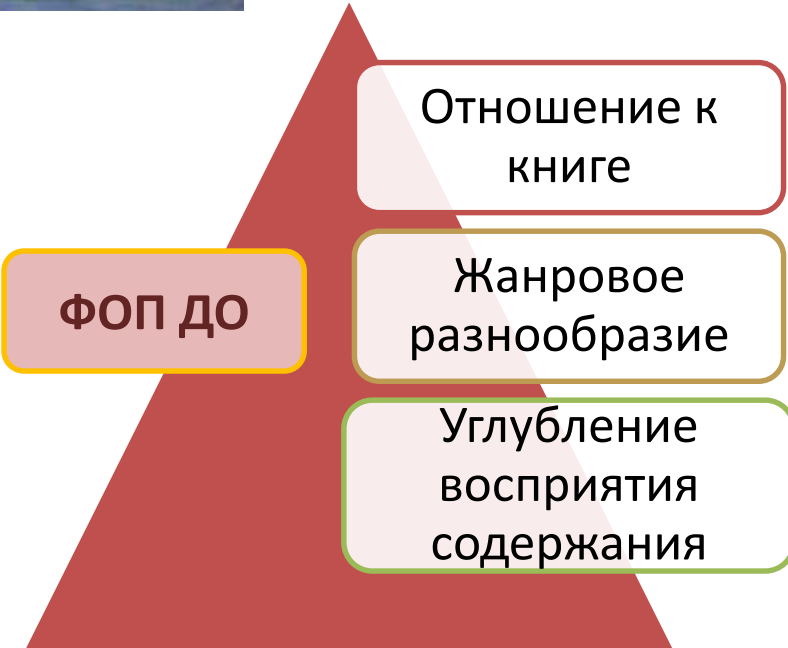 Отношение к
книге
ФОП ДО
Жанровое
разнообразие
Углубление
восприятия
содержания